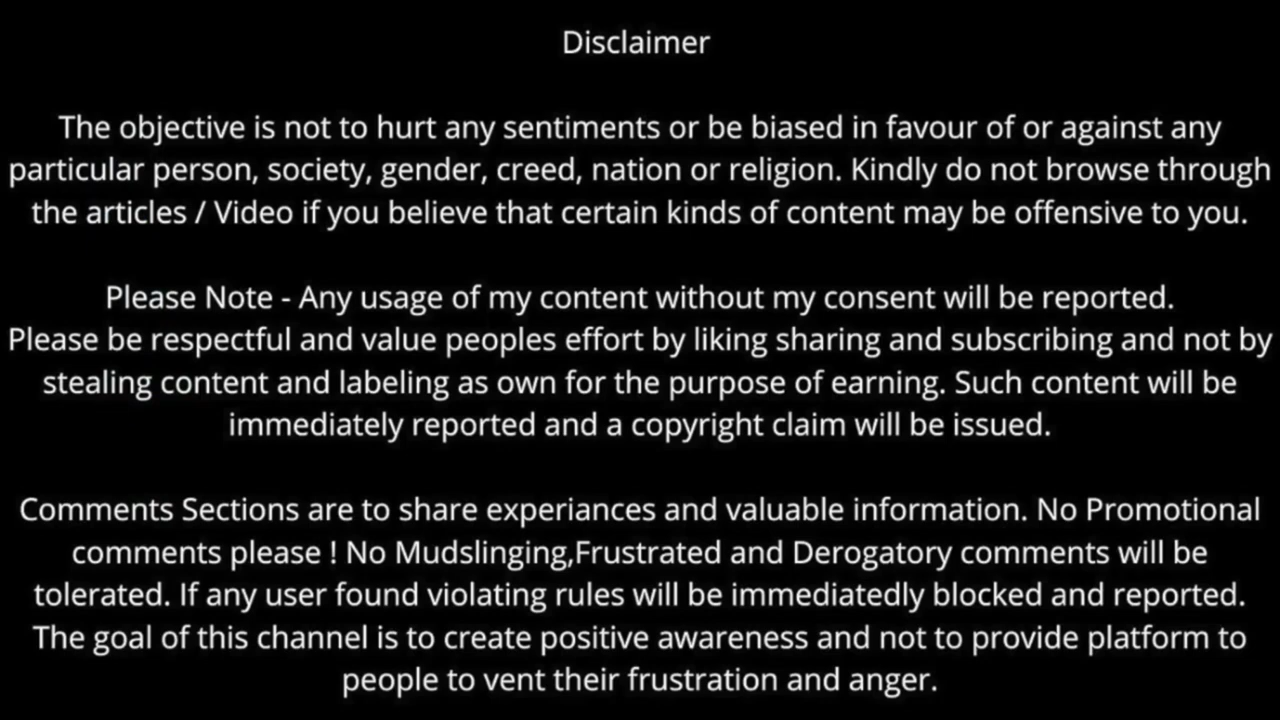 Disclaimer
The objective is not to hurt any sentiments or be biased in favour of or against any
particular person, society, gender, creed, nation or religion. Kindly do not browse through
the articles / Video if you believe that certain kinds of content may be offensive to you.
Please Note - Any usage of my content without my consent will be reported.
Please be respectful and value peoples effort by liking sharing and subscribing and not by
stealing content and labeling as own for the purpose of earning. Such content will be
immediately reported and a copyright claim will be issued.
Comments Sections are to share experiances and valuable information. No Promotional
comments please ! No Mudslinging,Frustrated and Derogatory comments will be
tolerated. If any user found violating rules will be immediatedly blocked and reported.
The goal of this channel is to create positive awareness and not to provide platform to
people to vent their frustration and anger.